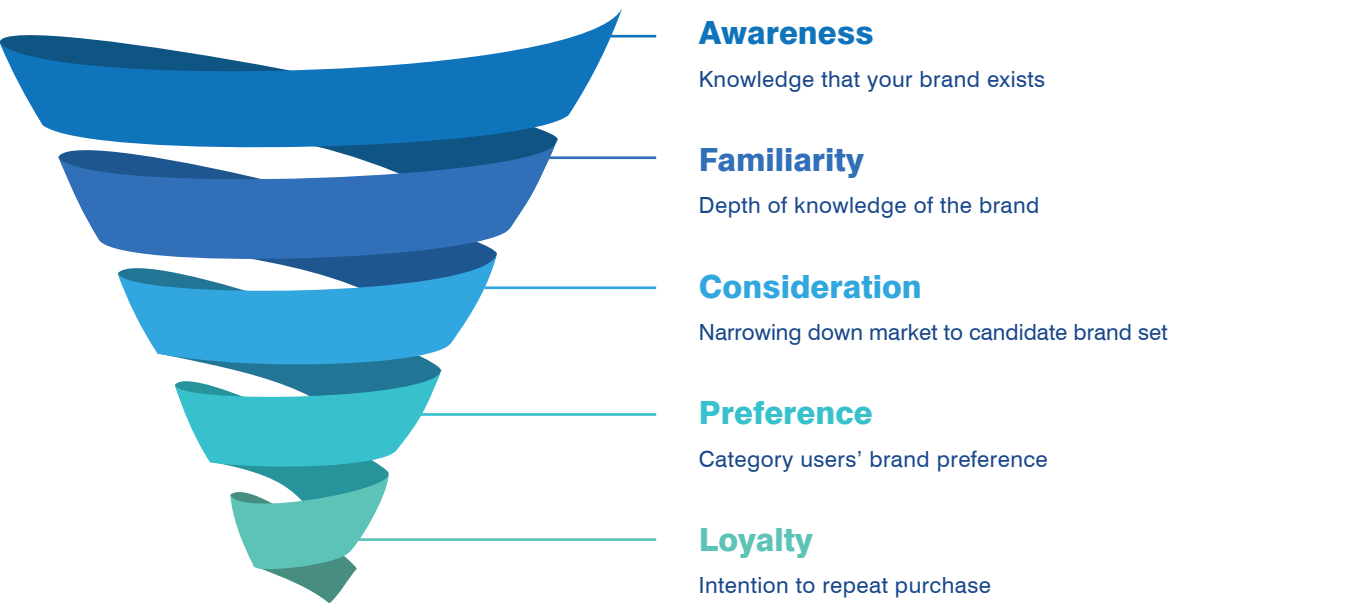 Awareness
Knowledge that your brand exists
Familiarity
Depth of knowledge of the brand
Consideration
Narrowing down market to candidate brand set
Preference
Category users’ brand preference
Loyalty
Intention to repeat purchase